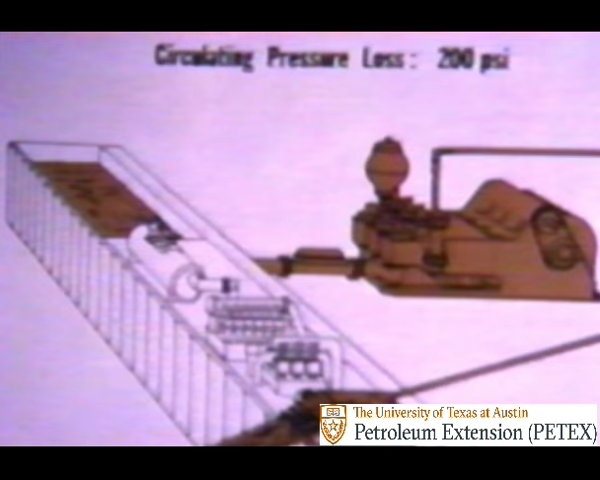 Circulating Pressure Loss: 200 psi
The University of Texas at Austin
Petroleum Extension (PETEX)